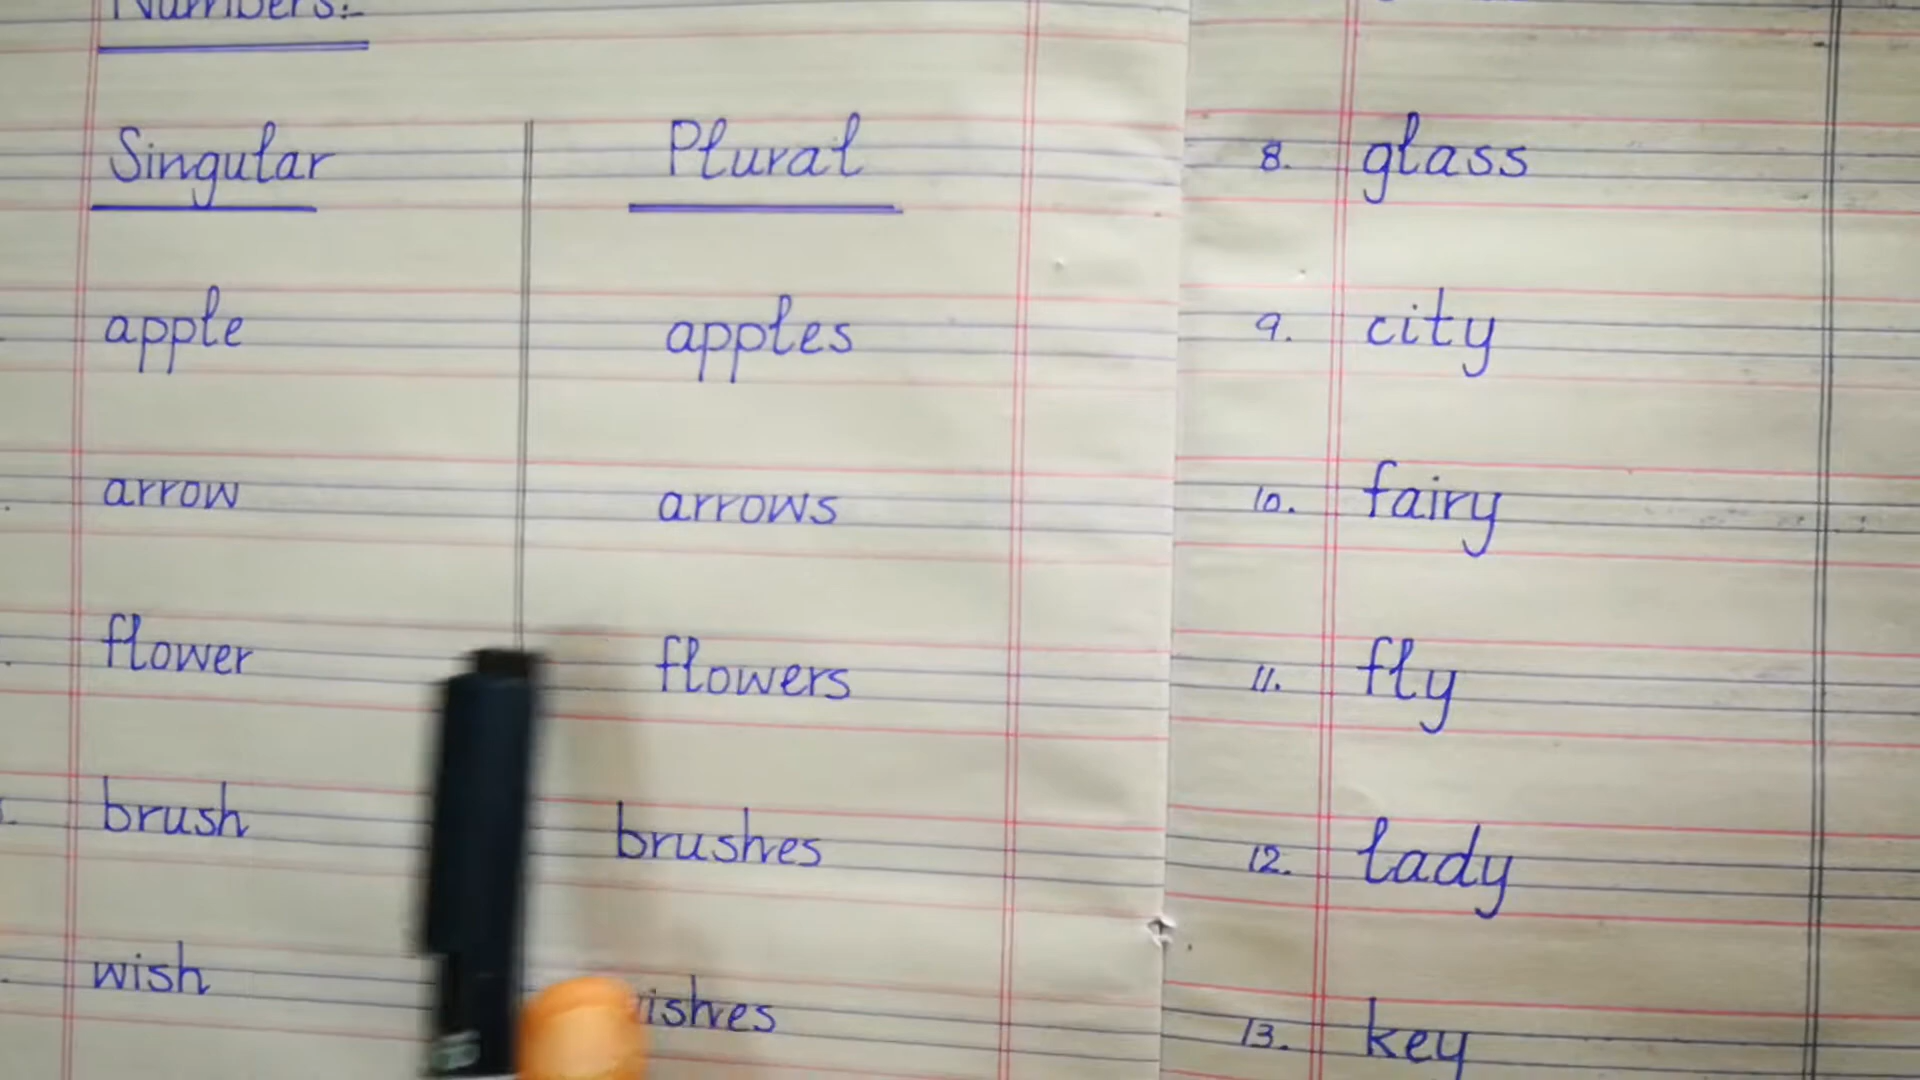 Numbers:-
Singular Plural
apple apples
arrow arrows
flower flowers
brush brushes
wish
8. glass
9. city
10. fairy
11. fly
12. lady
13. key